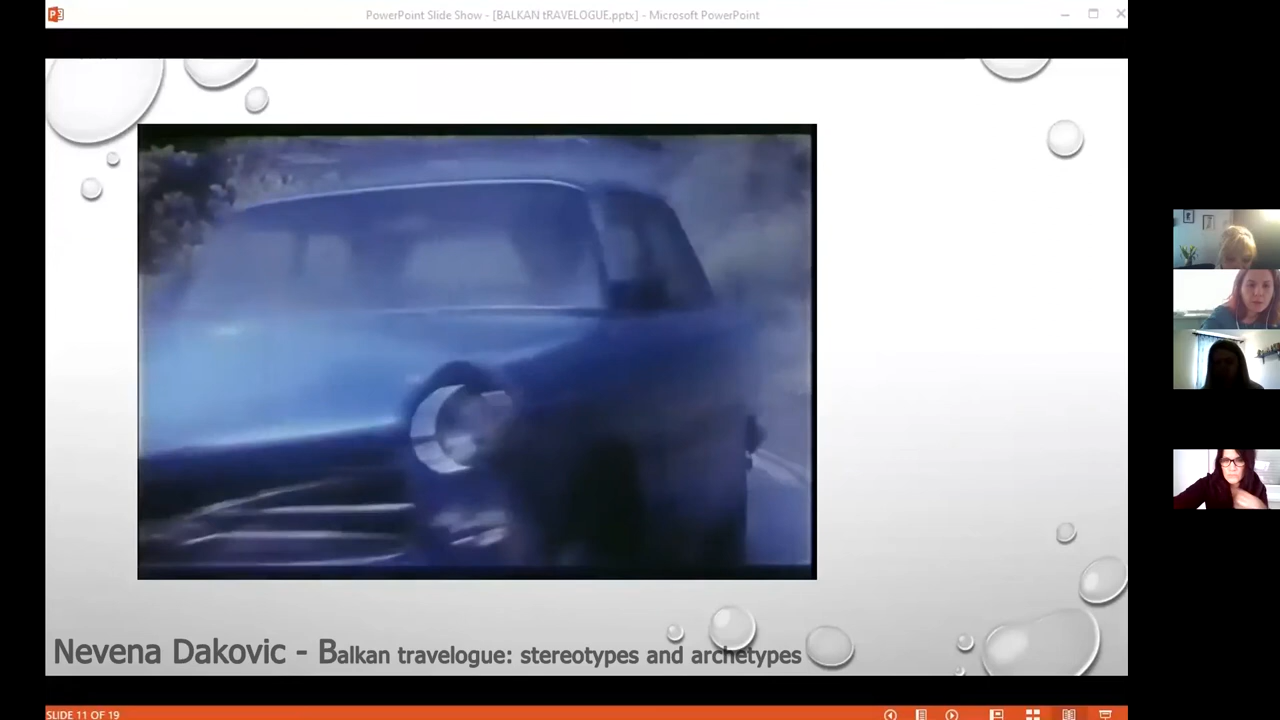 PowerPoint Slide Show - [BALKAN tRAVELOGUE.pptx] - Microsoft PowerPoint
Nevena Dakovic - Balkan travelogue: stereotypes and archetypes
SLIDE 11 OF 19